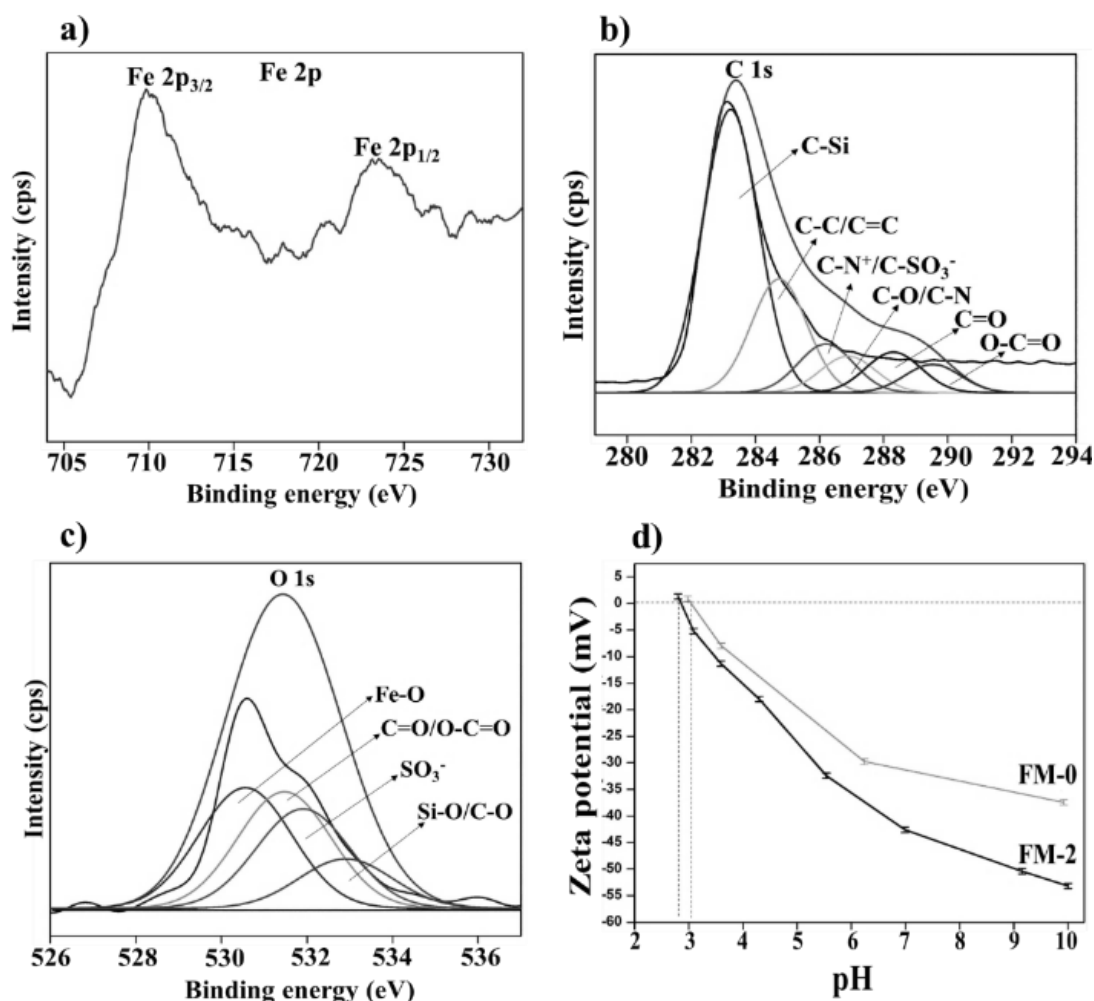 a)
Fe 2p₃/₂
Fe 2p
Fe 2p₁/₂
Intensity (cps)
705 710 715 720 725 730
Binding energy (eV)
b)
C 1s
C-Si
C-C/C=C
C-N⁺/C-SO₃⁻
C-O/C-N
C=O
O-C=O
Intensity (cps)
280 282 284 286 288 290 292 294
Binding energy (eV)
c)
O 1s
Fe-O
C=O/O-C=O
SO₃⁻
Si-O/C-O
Intensity (cps)
526 528 530 532 534 536
Binding energy (eV)
d)
Zeta potential (mV)
5
0
-5
-10
-15
-20
-25
-30
-35
-40
-45
-50
-55
-60
FM-0
FM-2
2 3 4 5 6 7 8 9 10
pH